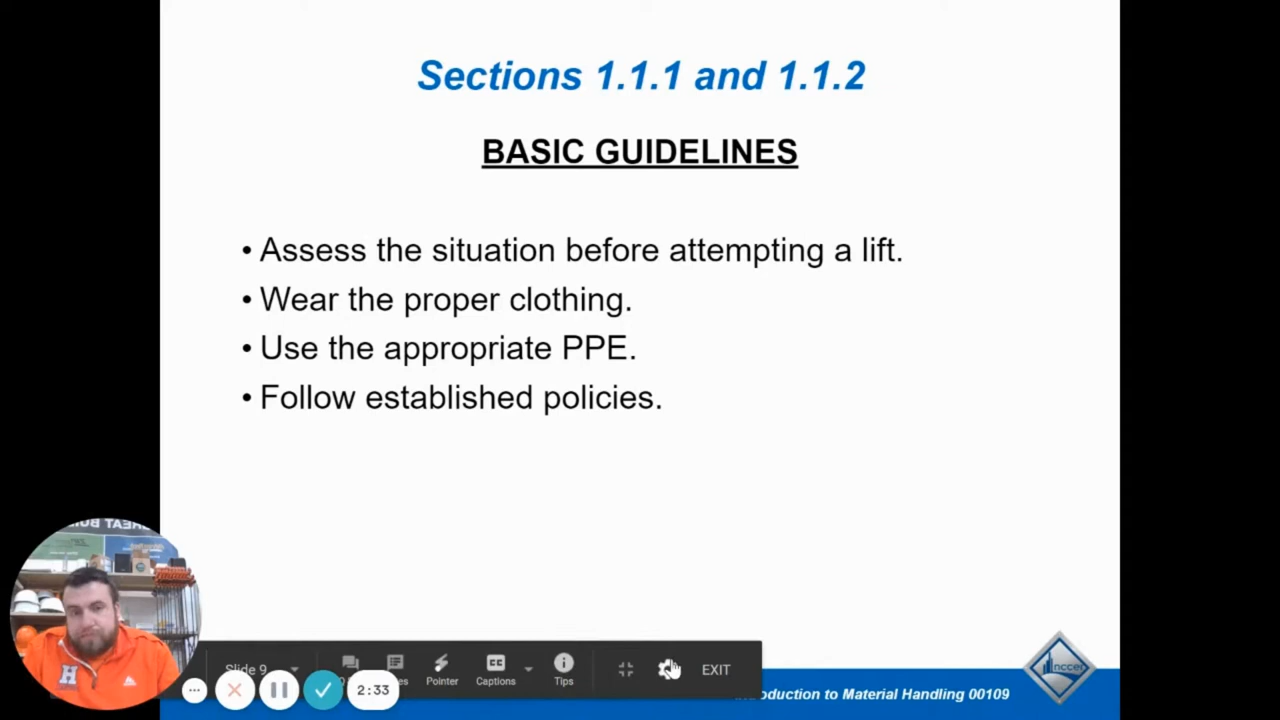 Sections 1.1.1 and 1.1.2
BASIC GUIDELINES
• Assess the situation before attempting a lift.
• Wear the proper clothing.
• Use the appropriate PPE.
• Follow established policies.
Slide 9
Pointer
Captions
Tips
EXIT
2:33
Introduction to Material Handling 00109
nccer
H